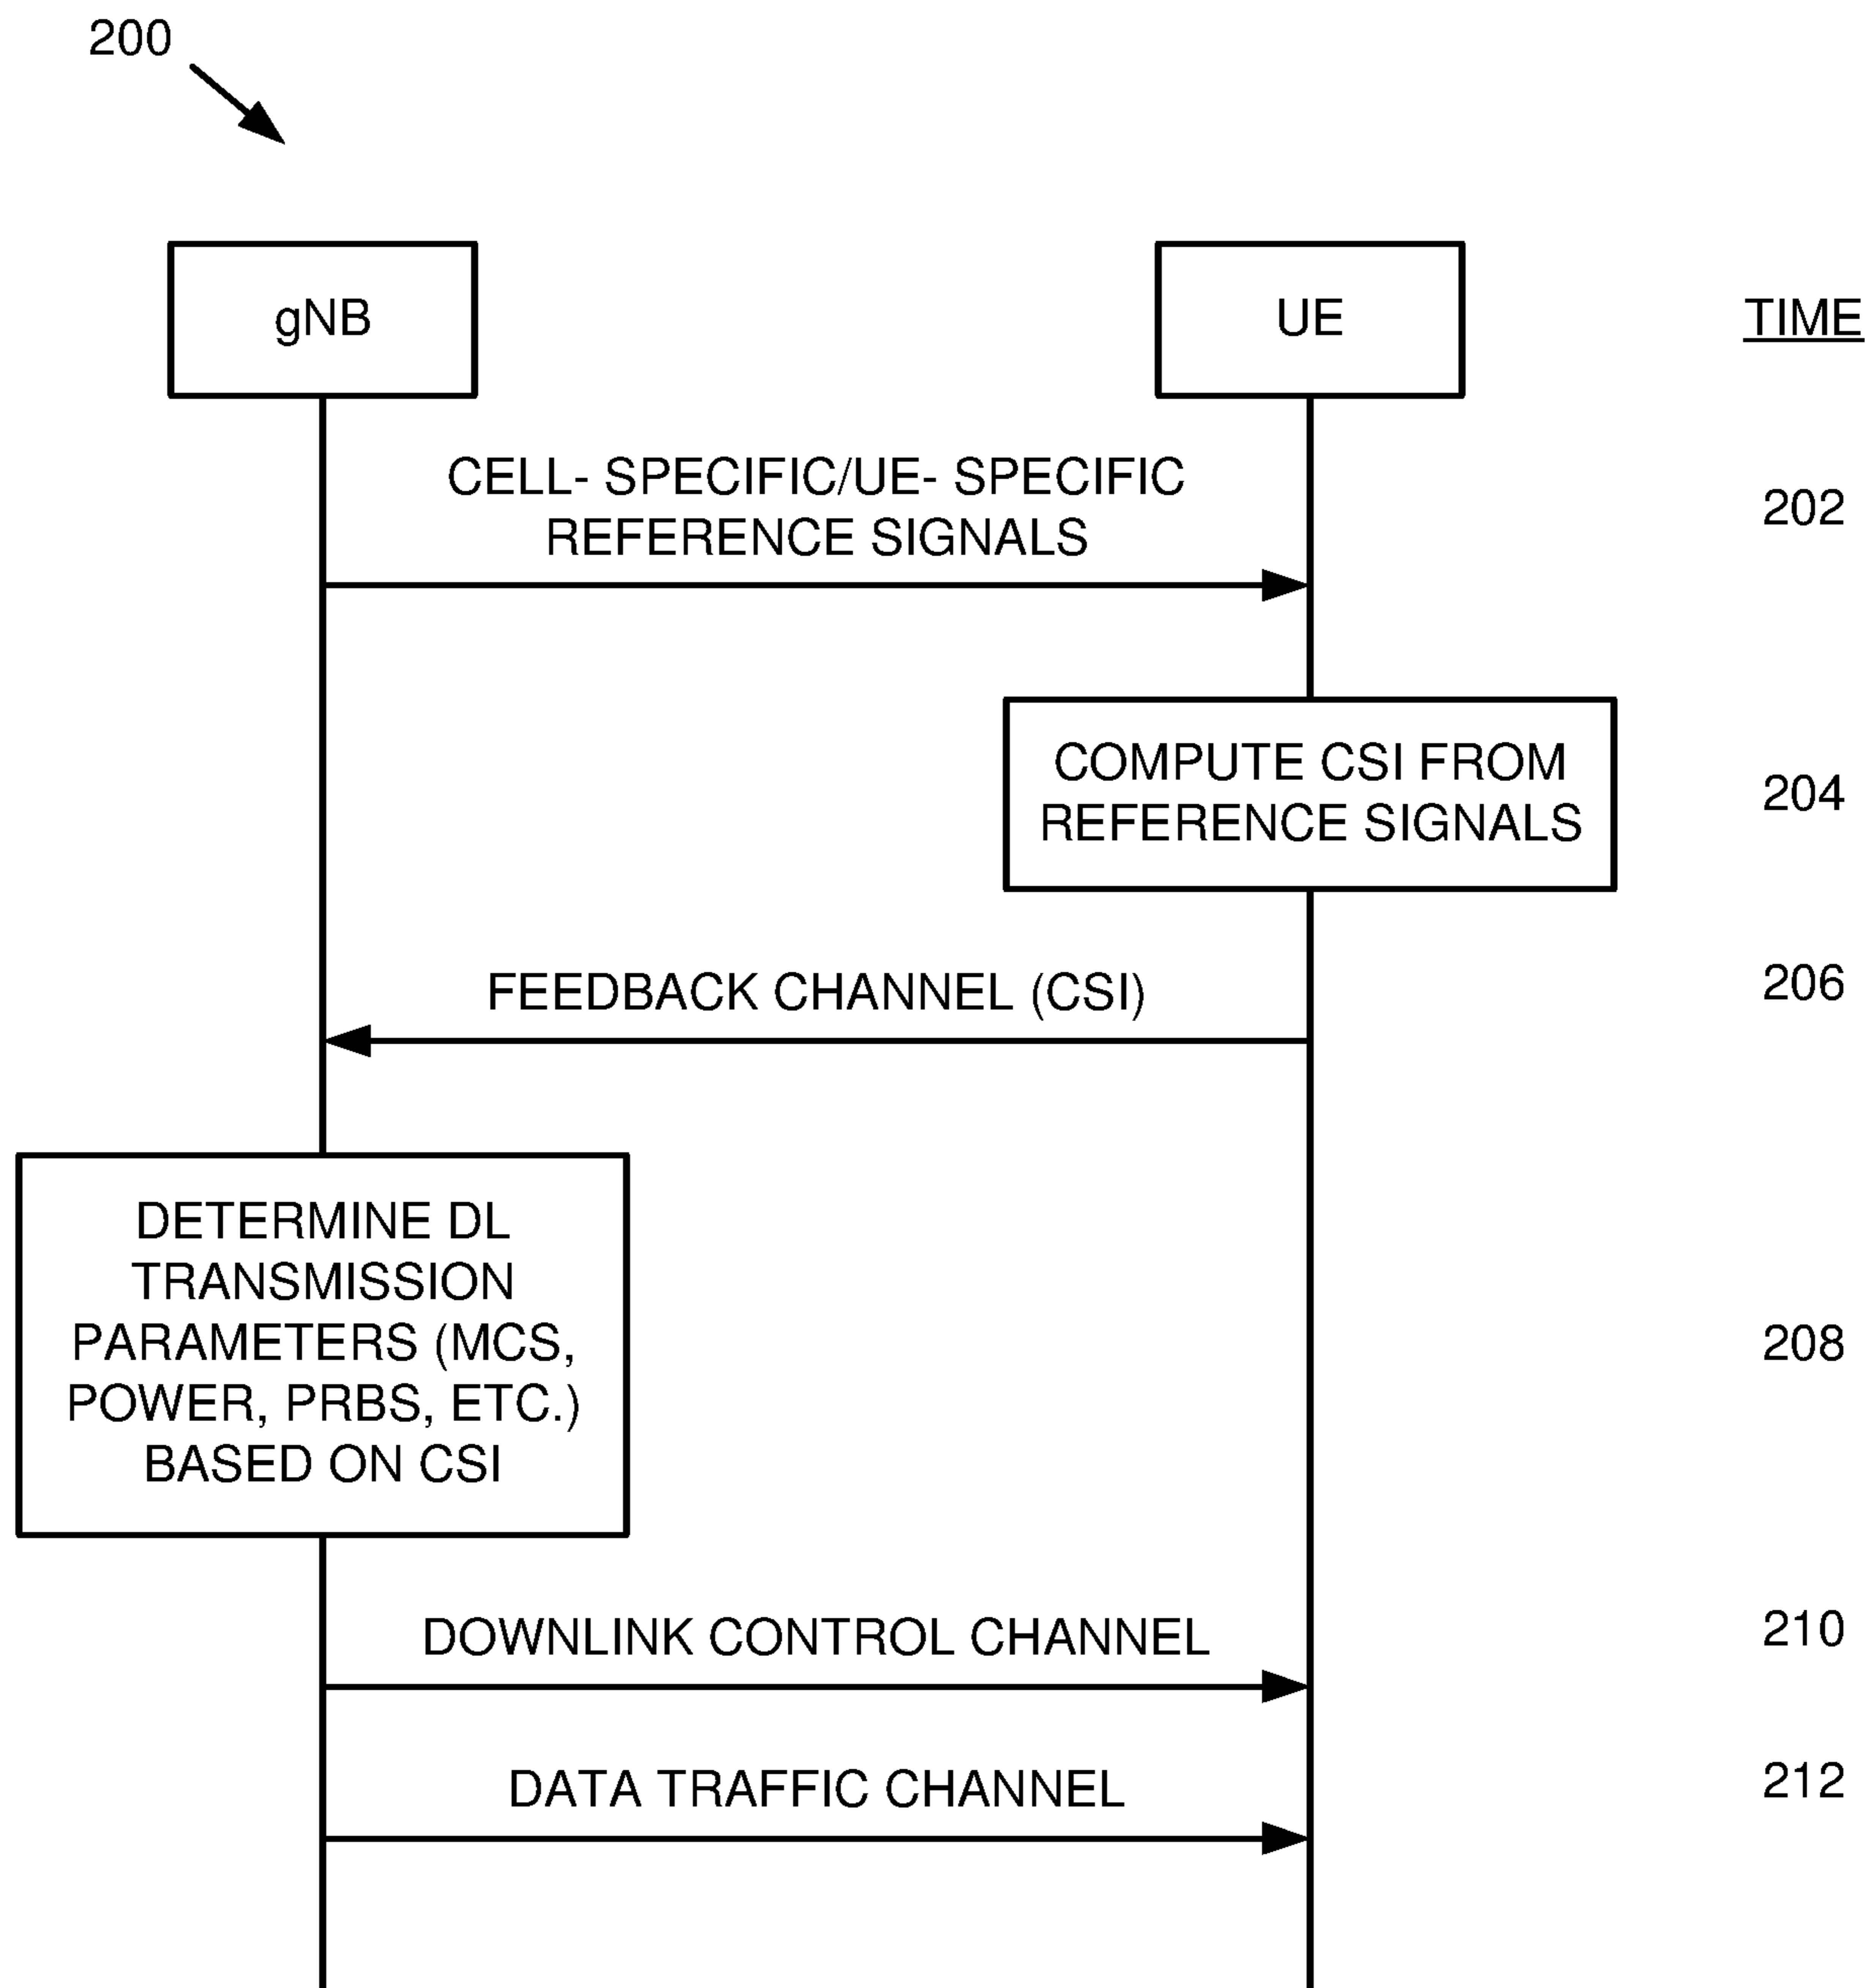 200
gNB
UE
TIME
CELL- SPECIFIC/UE- SPECIFIC
REFERENCE SIGNALS
202
COMPUTE CSI FROM
REFERENCE SIGNALS
204
FEEDBACK CHANNEL (CSI)
206
DETERMINE DL
TRANSMISSION
PARAMETERS (MCS,
POWER, PRBS, ETC.)
BASED ON CSI
208
DOWNLINK CONTROL CHANNEL
210
DATA TRAFFIC CHANNEL
212